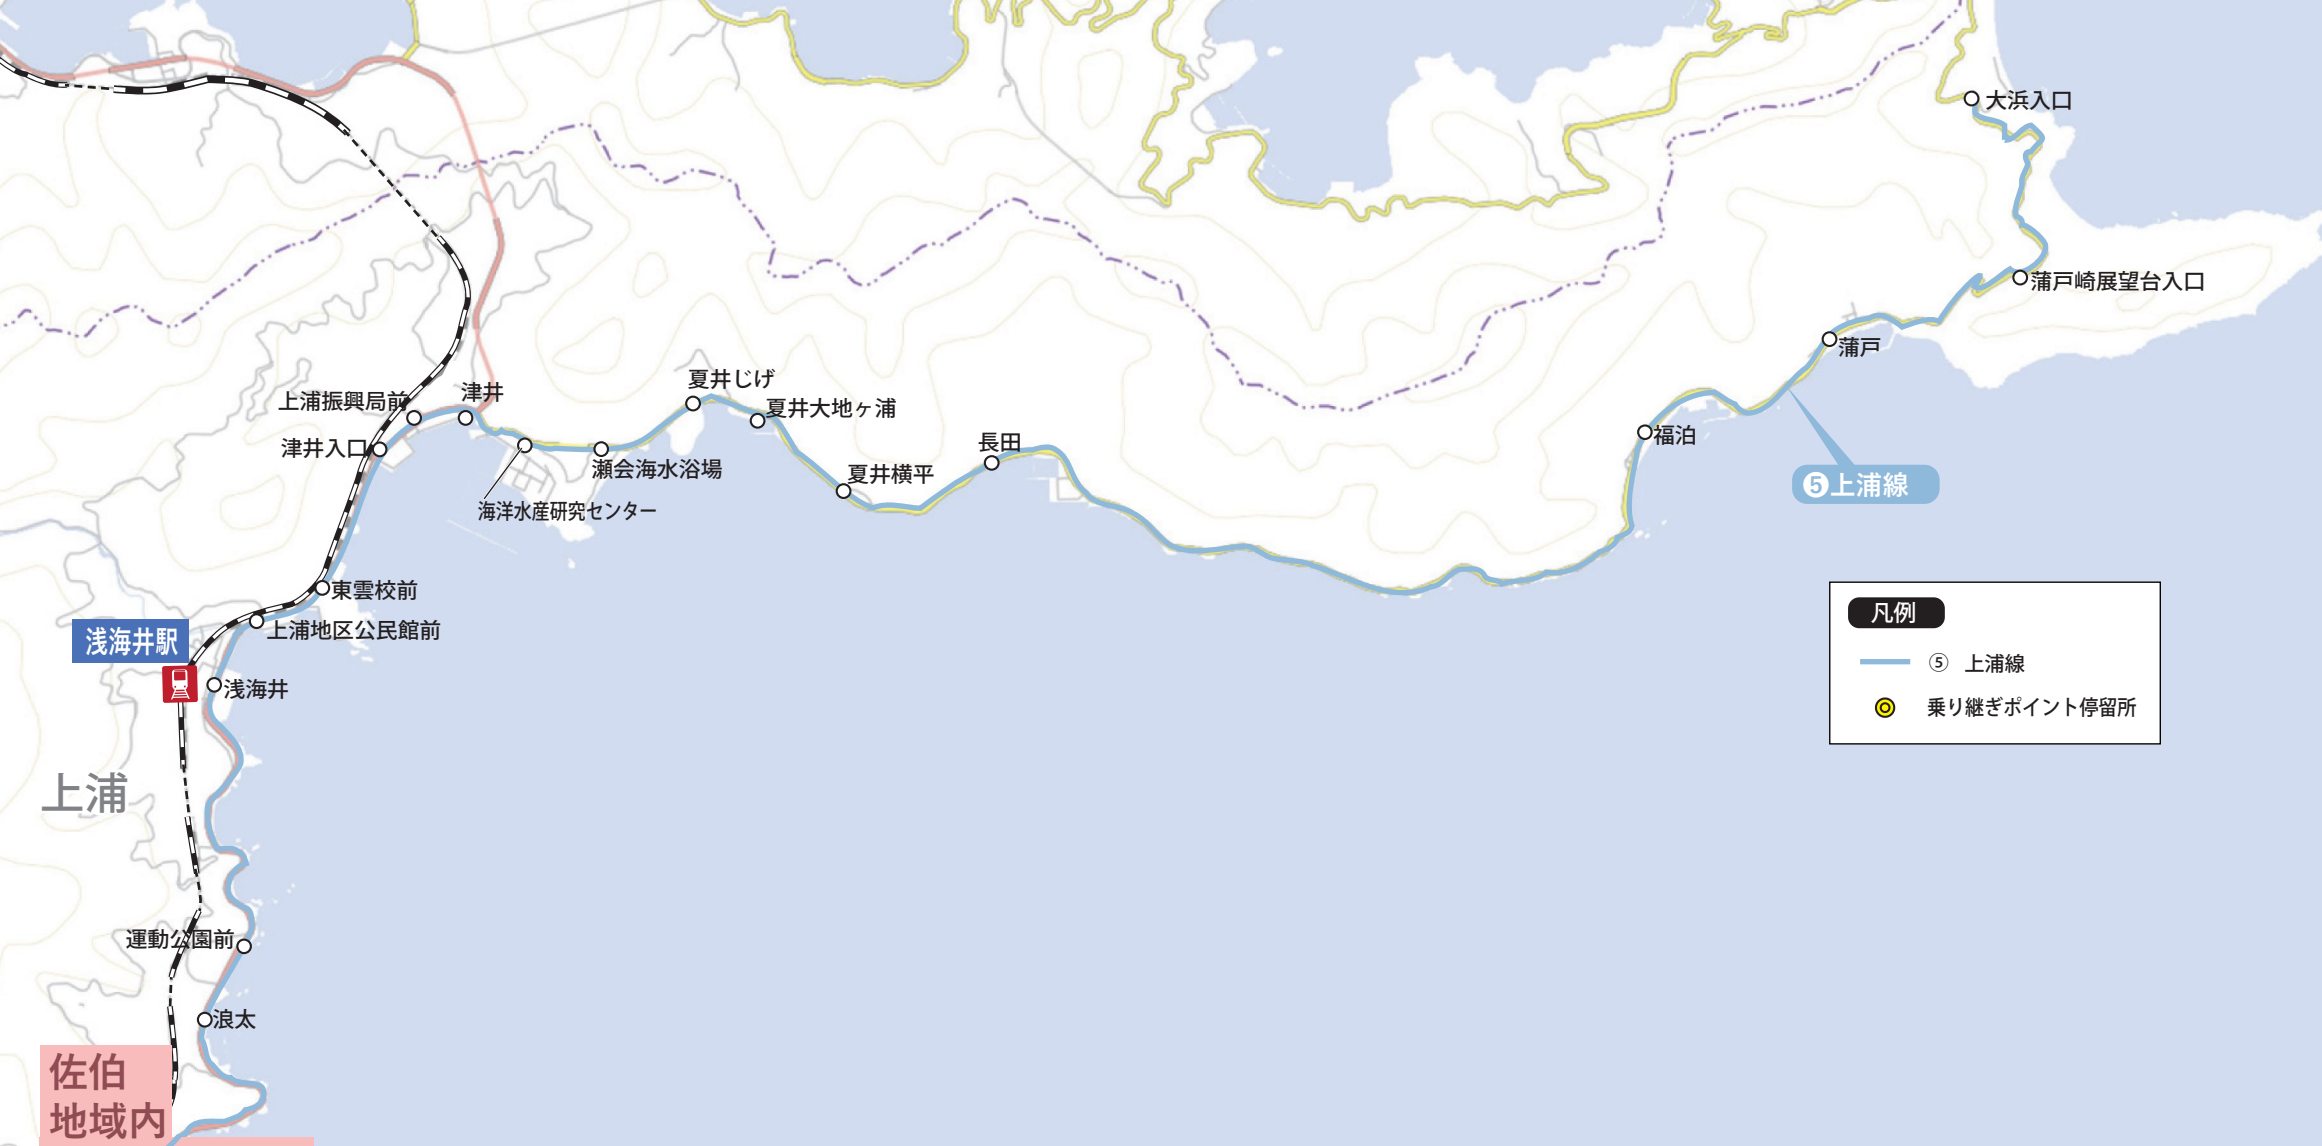 大浜入口
蒲戸崎展望台入口
蒲戸
福泊
❺上浦線
夏井じげ
夏井大地ヶ浦
津井
上浦振興局前
津井入口
長田
夏井横平
瀬会海水浴場
海洋水産研究センター
東雲校前
上浦地区公民館前
浅海井駅
浅海井
上浦
運動公園前
浪太
佐伯
地域内
凡例
⑤ 上浦線
乗り継ぎポイント停留所